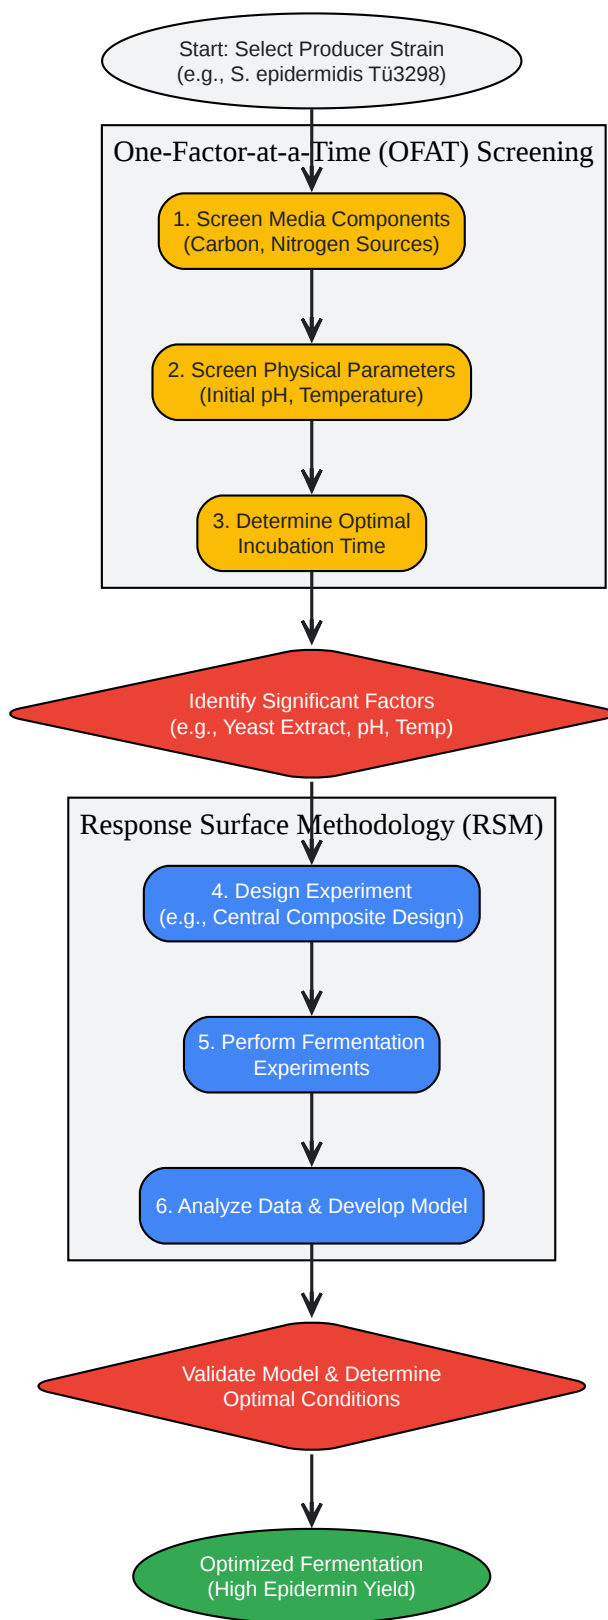 Start: Select Producer Strain
(e.g., S. epidermidis Tü3298)
One-Factor-at-a-Time (OFAT) Screening
1. Screen Media Components
(Carbon, Nitrogen Sources)
2. Screen Physical Parameters
(Initial pH, Temperature)
3. Determine Optimal
Incubation Time
Identify Significant Factors
(e.g., Yeast Extract, pH, Temp)
Response Surface Methodology (RSM)
4. Design Experiment
(e.g., Central Composite Design)
5. Perform Fermentation
Experiments
6. Analyze Data & Develop Model
Validate Model & Determine
Optimal Conditions
Optimized Fermentation
(High Epidermin Yield)